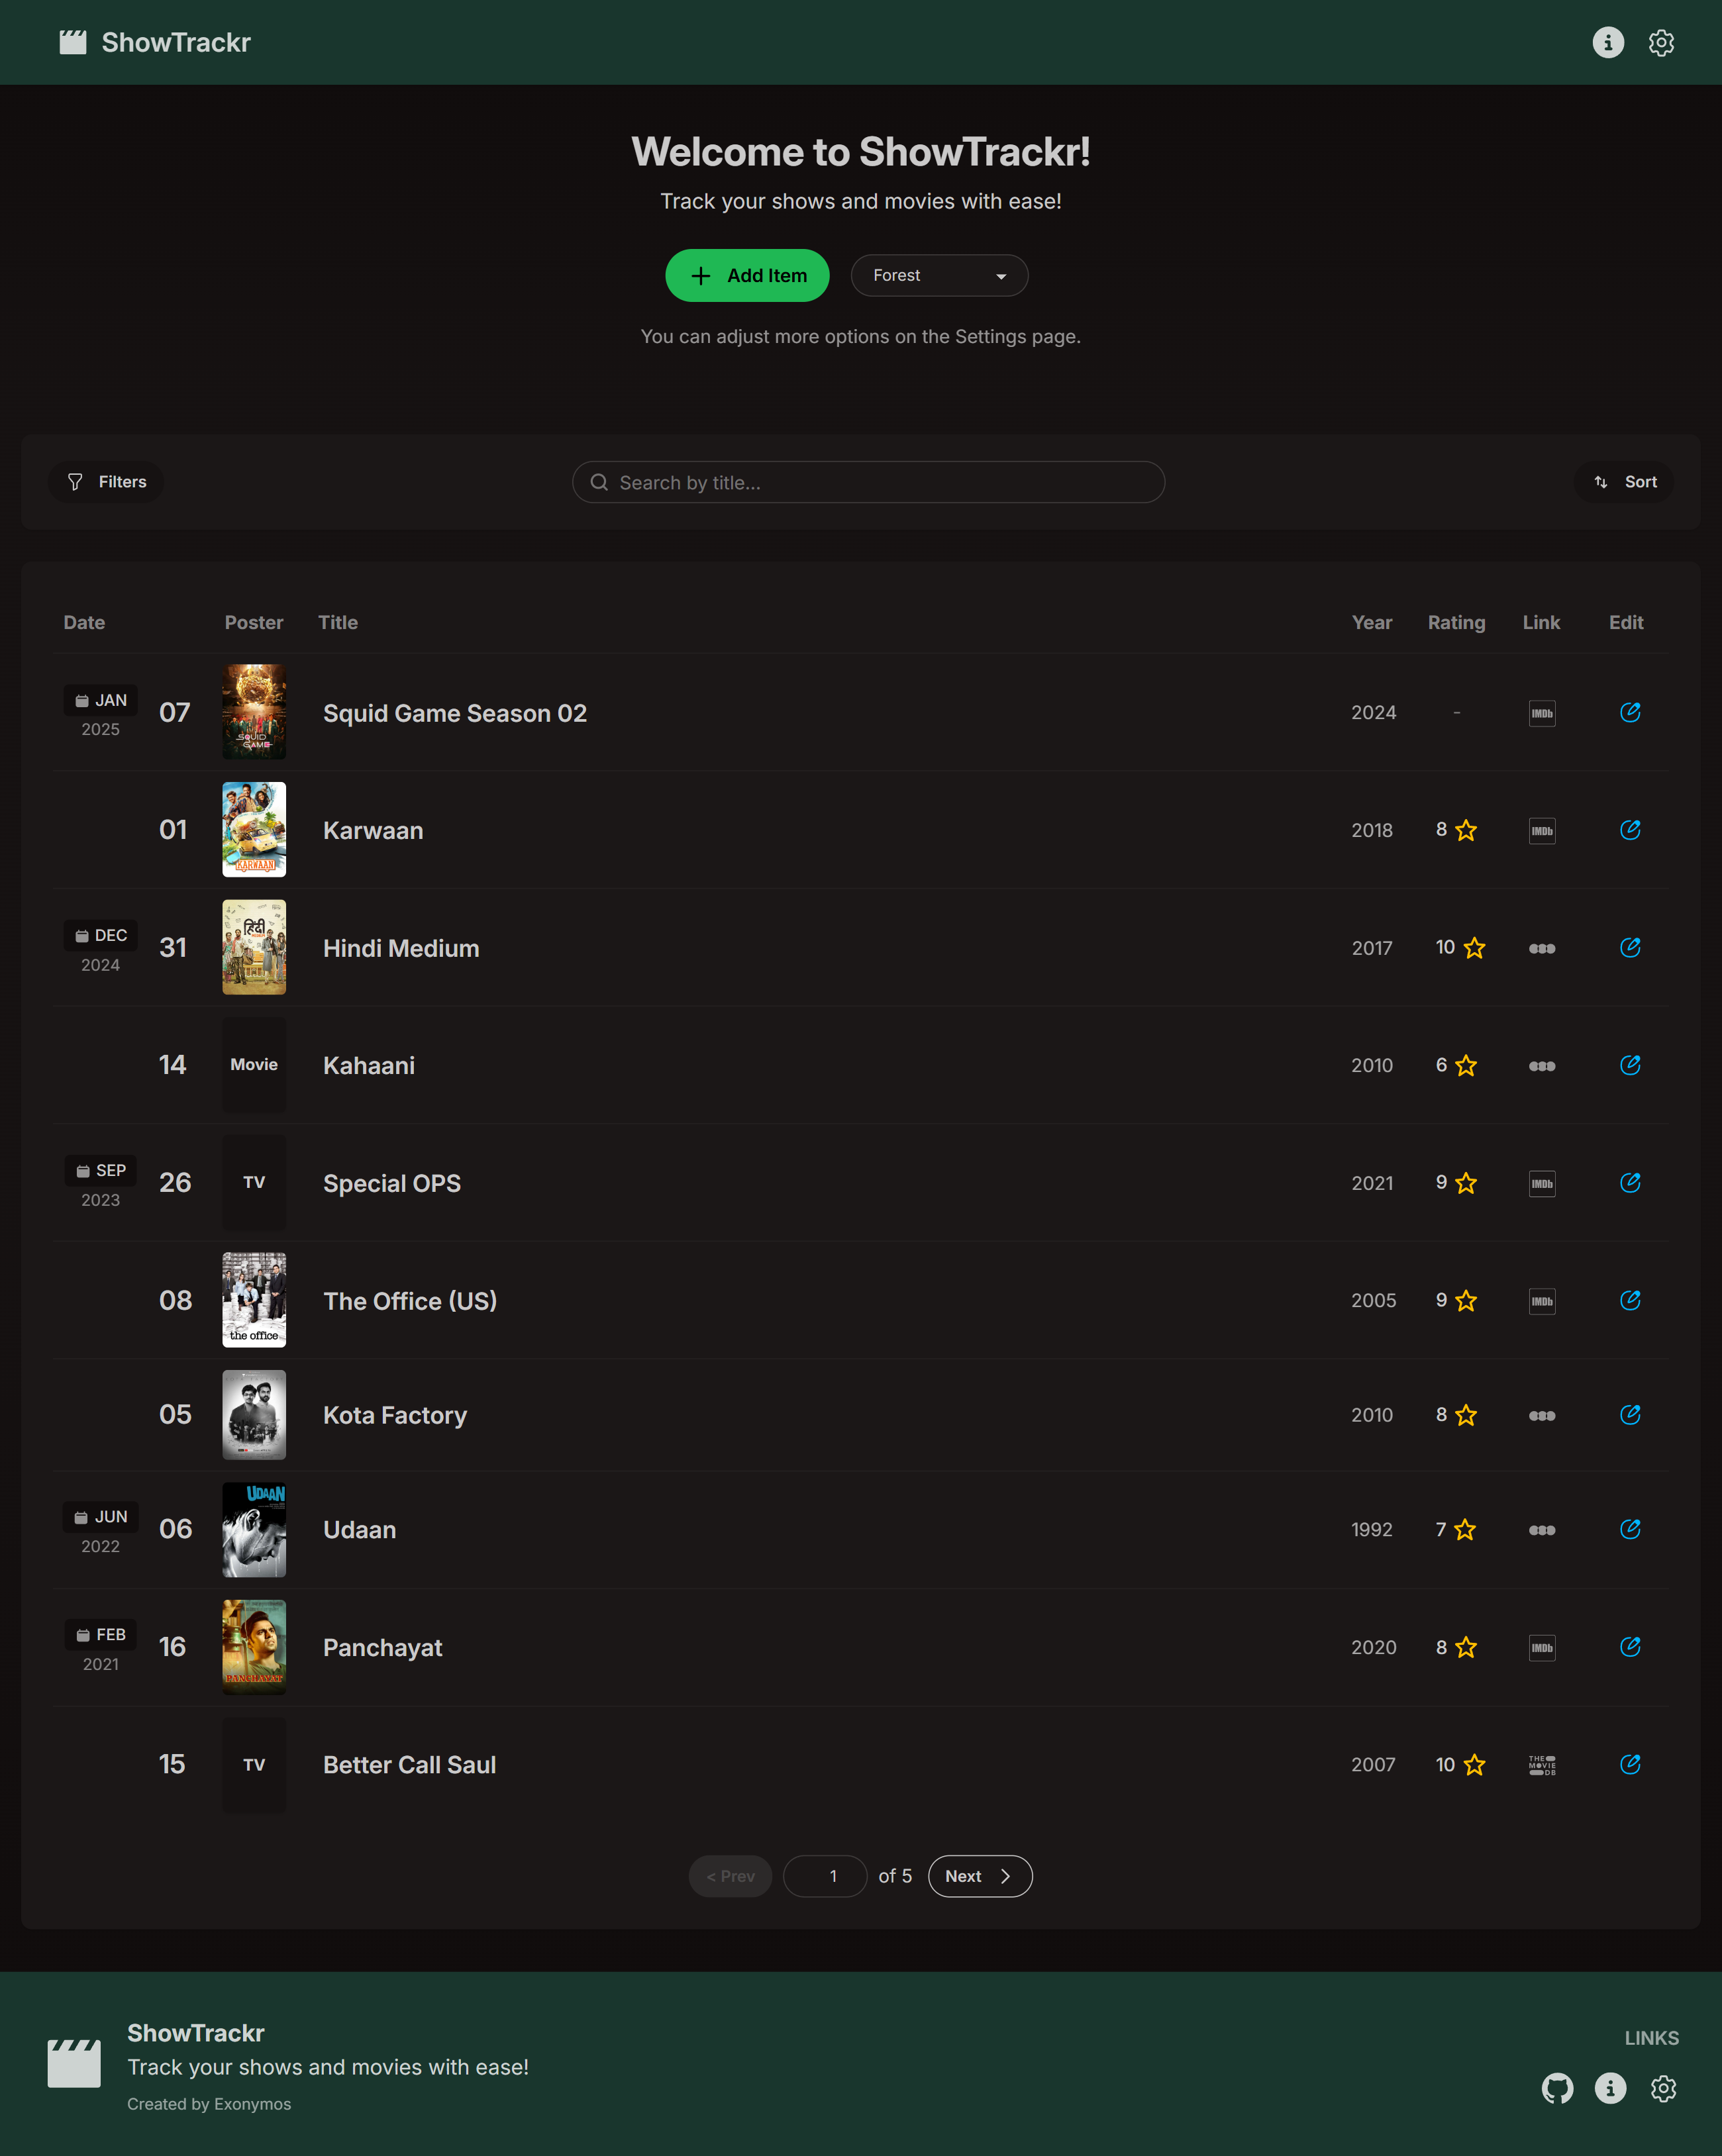 ShowTrackr
Welcome to ShowTrackr!
Track your shows and movies with ease!
Add Item
Forest
You can adjust more options on the Settings page.
Filters
Search by title...
Sort
Date Poster Title Year Rating Link Edit
JAN 2025 07 SQUID GAME Squid Game Season 02 2024 - IMDb
01 KARWAAN Karwaan 2018 8 IMDb
DEC 2024 31 हिंदी Hindi Medium 2017 10
14 Movie Kahaani 2010 6
SEP 2023 26 TV Special OPS 2021 9 IMDb
08 the office The Office (US) 2005 9 IMDb
05 Kota Factory 2010 8
JUN 2022 06 UDAAN Udaan 1992 7
FEB 2021 16 PANCHAYAT Panchayat 2020 8 IMDb
15 TV Better Call Saul 2007 10 THE MOVIE DB
< Prev 1 of 5 Next
ShowTrackr
Track your shows and movies with ease!
Created by Exonymos
LINKS